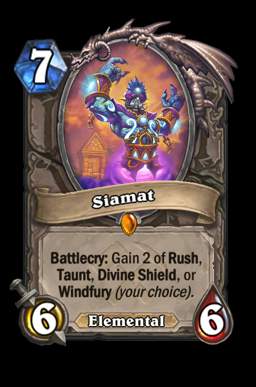 7
Siamat
Battlecry: Gain 2 of Rush,
Taunt, Divine Shield, or
Windfury (your choice).
6 Elemental 6